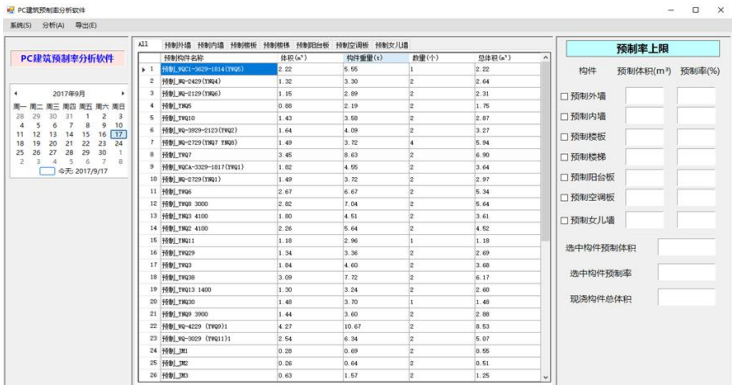 PC建筑预制率分析软件
系统(S) 分析(A) 导出(E)
PC建筑预制率分析软件
2017年9月
周一 周二 周三 周四 周五 周六 周日
28 29 30 31 1 2 3
4 5 6 7 8 9 10
11 12 13 14 15 16 17
18 19 20 21 22 23 24
25 26 27 28 29 30 1
2 3 4 5 6 7 8
今天: 2017/9/17
All 预制外墙 预制内墙 预制楼板 预制楼梯 预制阳台板 预制空调板 预制女儿墙
预制构件名称 体积(m³) 构件重量(t) 数量(个) 总体积(m³)
1 预制_WQC1-3629-1814(YWQ5) 2.22 5.55 1 2.22
2 预制_NQ-2429(YNQ4) 1.32 3.30 2 2.64
3 预制_NQ-2129(YNQ6) 1.15 2.89 2 2.31
4 预制_YNQ5 0.88 2.19 2 1.75
5 预制_YWQ10 1.43 3.58 2 2.87
6 预制_WQ-3929-2123(YWQ2) 1.64 4.09 2 3.27
7 预制_NQ-2729(YNQ7 YNQ8) 1.49 3.72 4 5.94
8 预制_YWQ7 3.45 8.63 2 6.90
9 预制_WQCA-3329-1817(YWQ1) 1.82 4.55 2 3.64
10 预制_NQ-2729(YNQ1) 1.49 3.72 2 2.97
11 预制_YWQ6 2.67 6.67 2 5.34
12 预制_YWQ8 3000 2.82 7.04 2 5.64
13 预制_YNQ3 4100 1.80 4.51 2 3.61
14 预制_YNQ2 4100 2.26 5.64 2 4.52
15 预制_YNQ11 1.18 2.96 1 1.18
16 预制_YWQ29 1.34 3.36 2 2.69
17 预制_YWQ3 1.84 4.60 2 3.68
18 预制_YWQ38 3.09 7.72 2 6.17
19 预制_YWQ13 1400 1.30 3.24 2 2.60
20 预制_YNQ30 1.48 3.70 1 1.48
21 预制_YNQ9 3900 1.44 3.60 2 2.88
22 预制_WQ-4229 (YWQ9)1 4.27 10.67 2 8.53
23 预制_WQ-3029 (YWQ11)1 2.54 6.34 2 5.07
24 预制_JM1 0.28 0.69 2 0.55
25 预制_JM2 0.26 0.64 2 0.51
26 预制_JM3 0.63 1.57 2 1.25
预制率上限
构件 预制体积(m³) 预制率(%)
预制外墙
预制内墙
预制楼板
预制楼梯
预制阳台板
预制空调板
预制女儿墙
选中构件预制体积
选中构件预制率
现浇构件总体积